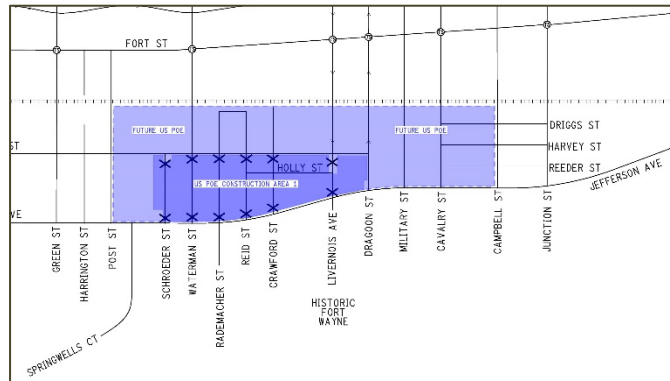 FORT ST
FUTURE US POE
FUTURE US POE
DRIGGS ST
ST
HARVEY ST
HOLLY ST
REEDER ST
US POE CONSTRUCTION AREA 1
JEFFERSON AVE
VE
GREEN ST
HARRINGTON ST
POST ST
SCHROEDER ST
WATERMAN ST
RADEMACHER ST
REID ST
CRAWFORD ST
LIVERNOIS AVE
DRAGOON ST
MILITARY ST
CAVALRY ST
CAMPBELL ST
JUNCTION ST
HISTORIC
FORT
WAYNE
SPRINGWELLS CT